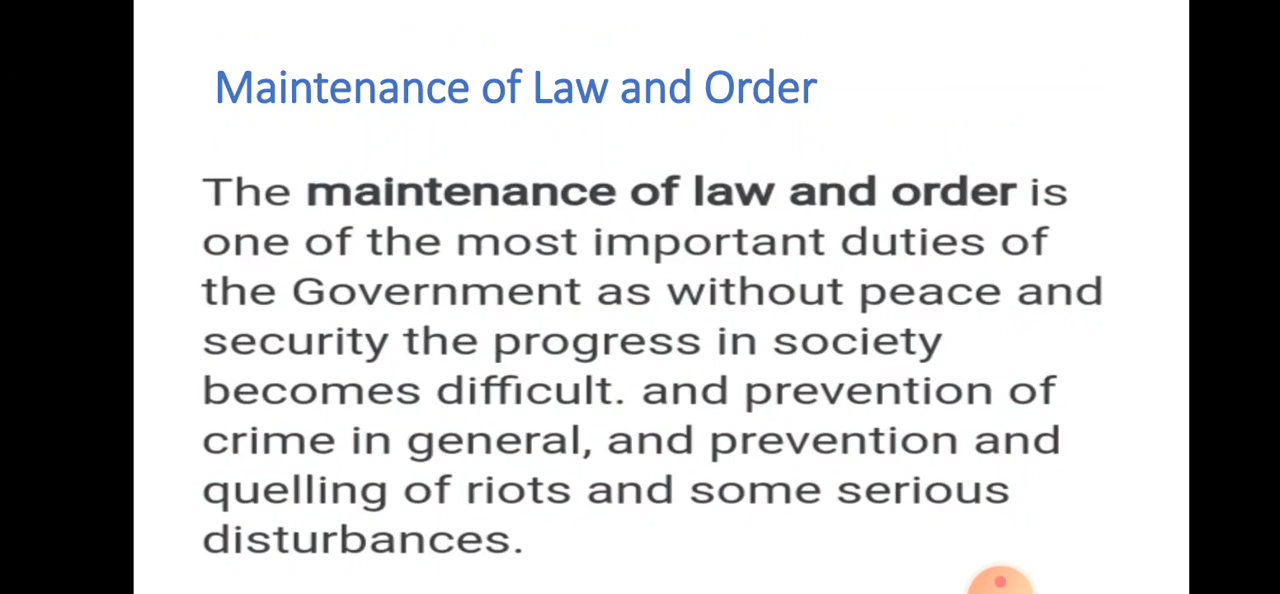 Maintenance of Law and Order
The maintenance of law and order is
one of the most important duties of
the Government as without peace and
security the progress in society
becomes difficult. and prevention of
crime in general, and prevention and
quelling of riots and some serious
disturbances.